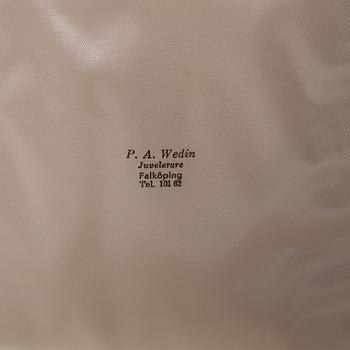 P. A. Wedin
Juvelerare
Falköping
Tel. 101 62